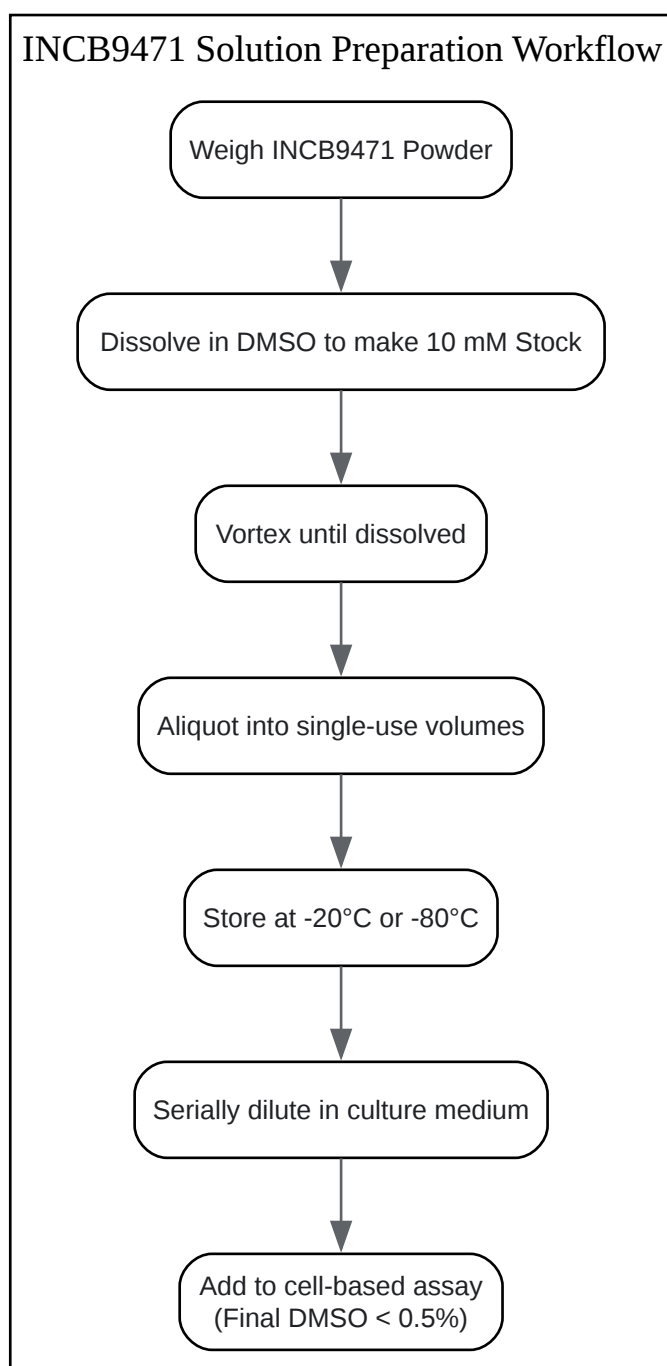 INCB9471 Solution Preparation Workflow
Weigh INCB9471 Powder
Dissolve in DMSO to make 10 mM Stock
Vortex until dissolved
Aliquot into single-use volumes
Store at -20°C or -80°C
Serially dilute in culture medium
Add to cell-based assay
(Final DMSO < 0.5%)